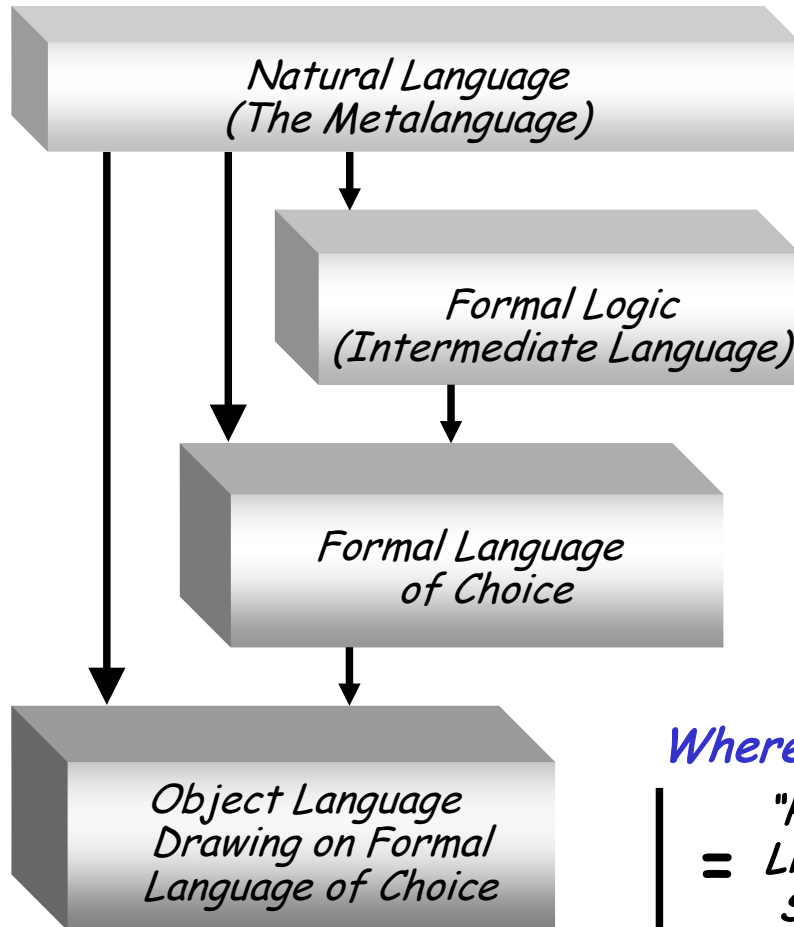 Natural Language
(The Metalanguage)
Formal Logic
(Intermediate Language)
Formal Language
of Choice
Object Language
Drawing on Formal
Language of Choice
Where
=